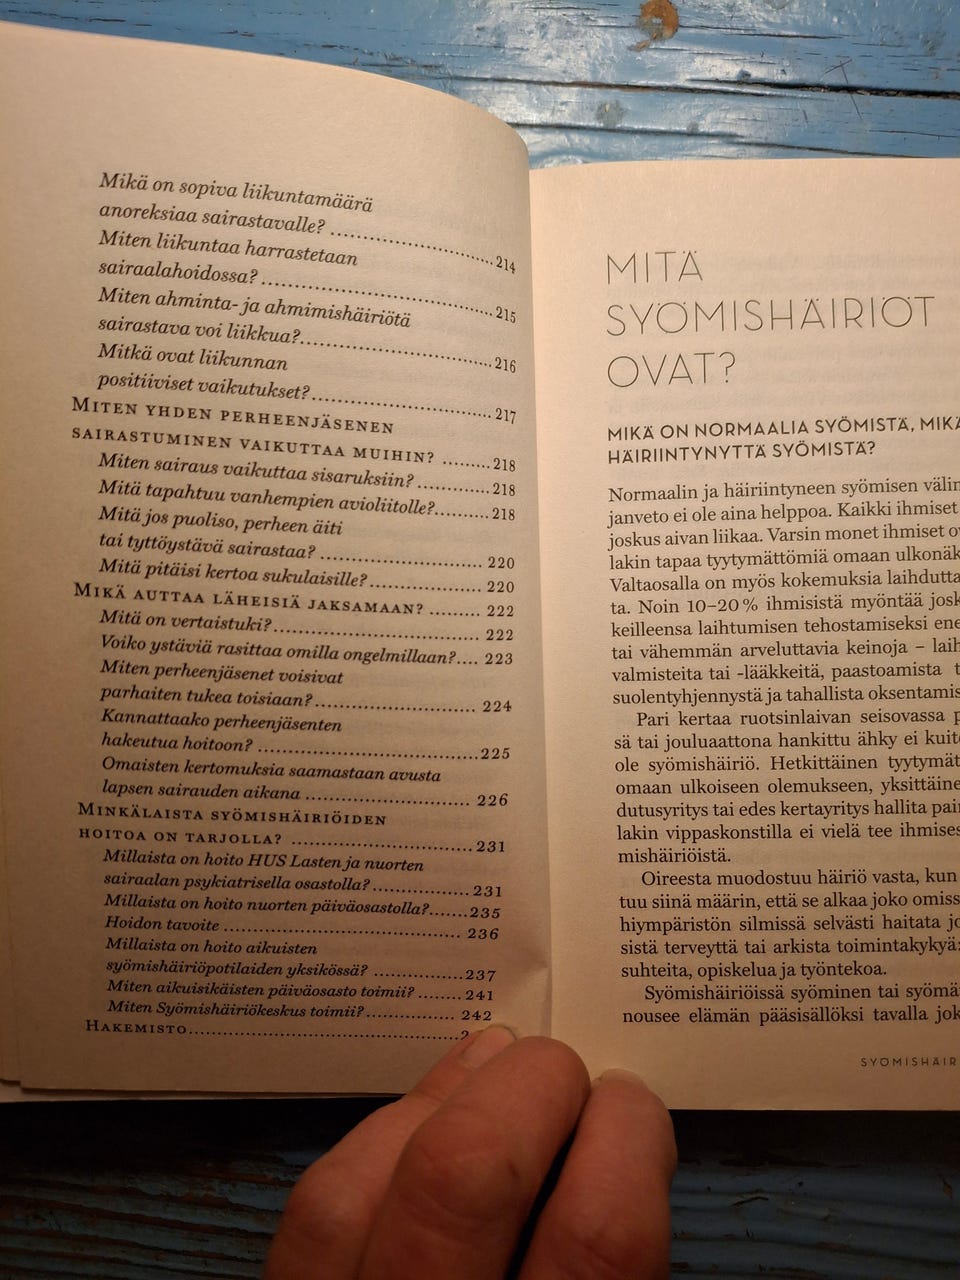 Mikä on sopiva liikuntamäärä
anoreksiaa sairastavalle? ........................214
Miten liikuntaa harrastetaan
sairaalahoidossa? ..................................215
Miten ahminta- ja ahmimishäiriötä
sairastava voi liikkua?............................216
Mitkä ovat liikunnan
positiiviset vaikutukset?..........................217
MITEN YHDEN PERHEENJÄSENEN
SAIRASTUMINEN VAIKUTTAA MUIHIN? ........218
Miten sairaus vaikuttaa sisaruksiin? ............218
Mitä tapahtuu vanhempien avioliitolle?.........218
Mitä jos puoliso, perheen äiti
tai tyttöystävä sairastaa? ........................ 220
Mitä pitäisi kertoa sukulaisille? ................. 220
MIKÄ AUTTAA LÄHEISIÄ JAKSAMAAN? ........ 222
Mitä on vertaistuki?............................... 222
Voiko ystäviä rasittaa omilla ongelmillaan?.... 223
Miten perheenjäsenet voisivat
parhaiten tukea toisiaan?........................ 224
Kannattaako perheenjäsenten
hakeutua hoitoon? ................................225
Omaisten kertomuksia saamastaan avusta
lapsen sairauden aikana ......................... 226
MINKÄLAISTA SYÖMISHÄIRIÖIDEN
HOITOA ON TARJOLLA? ..........................231
Millaista on hoito HUS Lasten ja nuorten
sairaalan psykiatrisella osastolla?...............231
Millaista on hoito nuorten päiväosastolla?......235
Hoidon tavoite .................................... 236
Millaista on hoito aikuisten
syömishäiriöpotilaiden yksikössä? ..............237
Miten aikuisikäisten päiväosasto toimii? ........241
Miten Syömishäiriökeskus toimii?................ 242
HAKEMISTO..........................................2
MITÄ
SYÖMISHÄIRIÖT
OVAT?
MIKÄ ON NORMAALIA SYÖMISTÄ, MIKÄ
HÄIRIINTYNYTTÄ SYÖMISTÄ?
Normaalin ja häiriintyneen syömisen välin
janveto ei ole aina helppoa. Kaikki ihmiset
joskus aivan liikaa. Varsin monet ihmiset ov
lakin tapaa tyytymättömiä omaan ulkonäk
Valtaosalla on myös kokemuksia laihdutta
ta. Noin 10–20 % ihmisistä myöntää josk
keilleensa laihtumisen tehostamiseksi ene
tai vähemmän arveluttavia keinoja – laih
valmisteita tai -lääkkeitä, paastoamista t
suolentyhjennystä ja tahallista oksentamis
Pari kertaa ruotsinlaivan seisovassa p
sä tai jouluaattona hankittu ähky ei kuite
ole syömishäiriö. Hetkittäinen tyytymät
omaan ulkoiseen olemukseen, yksittäine
dutusyritys tai edes kertayritys hallita pain
lakin vippaskonstilla ei vielä tee ihmises
mishäiriöistä.
Oireesta muodostuu häiriö vasta, kun
tuu siinä määrin, että se alkaa joko omiss
hiympäristön silmissä selvästi haitata jo
sistä terveyttä tai arkista toimintakykyä:
suhteita, opiskelua ja työntekoa.
Syömishäiriöissä syöminen tai syömä
nousee elämän pääsisällöksi tavalla jok
SYÖMISHÄIR